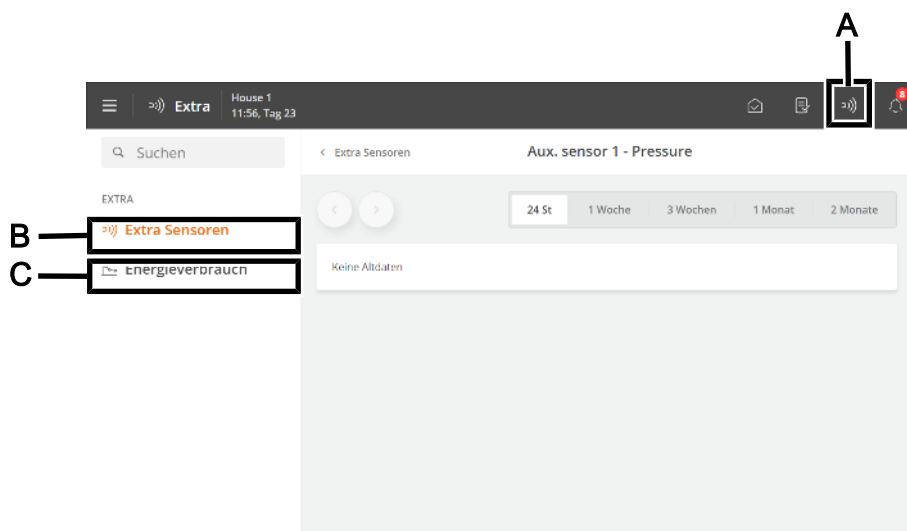 A
Extra
House 1
11:56, Tag 23
8
Suchen
Extra Sensoren
Aux. sensor 1 - Pressure
EXTRA
24 St
1 Woche
3 Wochen
1 Monat
2 Monate
B
Extra Sensoren
Keine Altdaten
C
Energieverbrauch